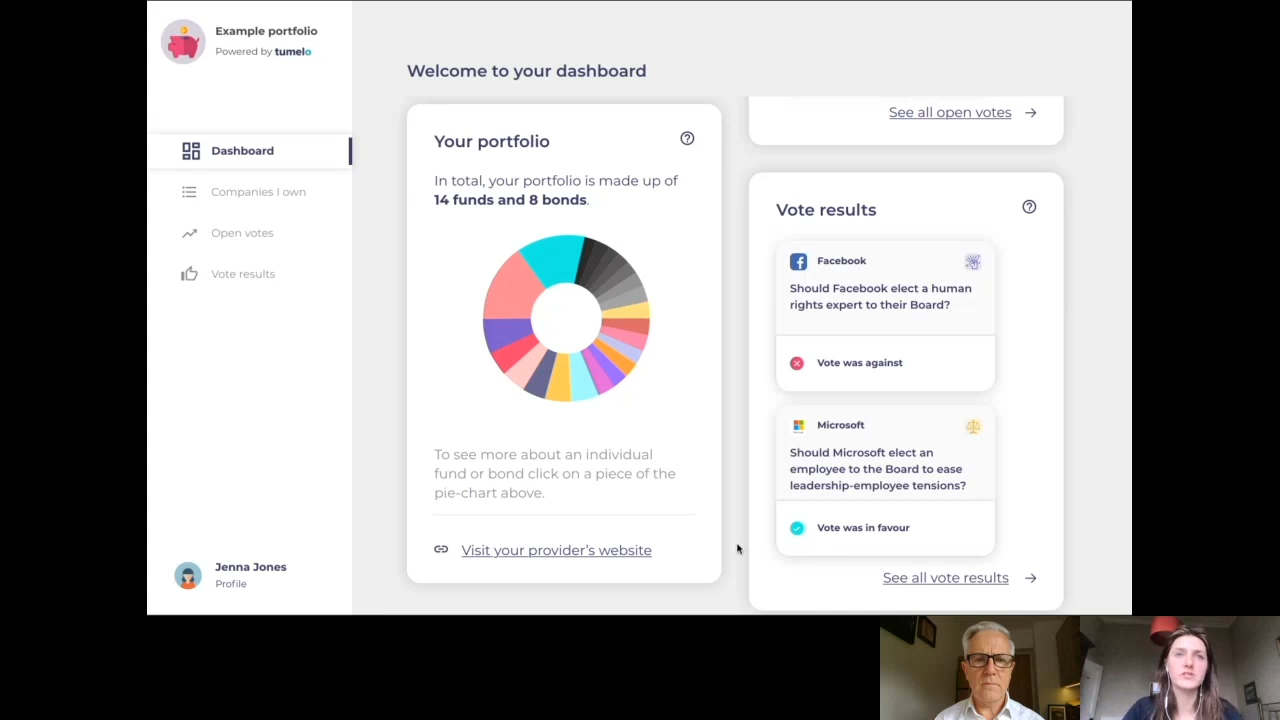 Example portfolio
Powered by tumelo
Dashboard
Companies I own
Open votes
Vote results
Jenna Jones
Profile
Welcome to your dashboard
Your portfolio
In total, your portfolio is made up of
14 funds and 8 bonds.
To see more about an individual
fund or bond click on a piece of the
pie-chart above.
Visit your provider's website
See all open votes
Vote results
Facebook
Should Facebook elect a human
rights expert to their Board?
Vote was against
Microsoft
Should Microsoft elect an
employee to the Board to ease
leadership-employee tensions?
Vote was in favour
See all vote results